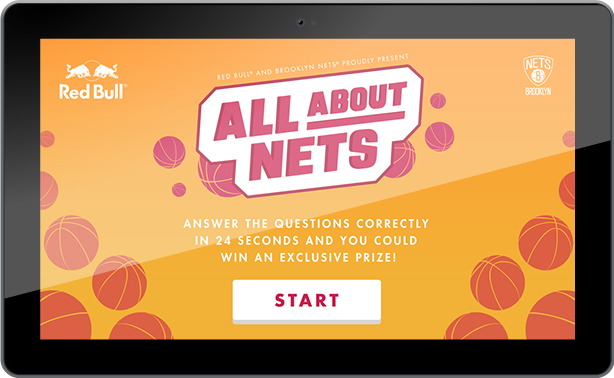 Red Bull®
RED BULL® AND BROOKLYN NETS® PROUDLY PRESENT
NETS
B
BROOKLYN
ALL ABOUT
NETS
ANSWER THE QUESTIONS CORRECTLY
IN 24 SECONDS AND YOU COULD
WIN AN EXCLUSIVE PRIZE!
START